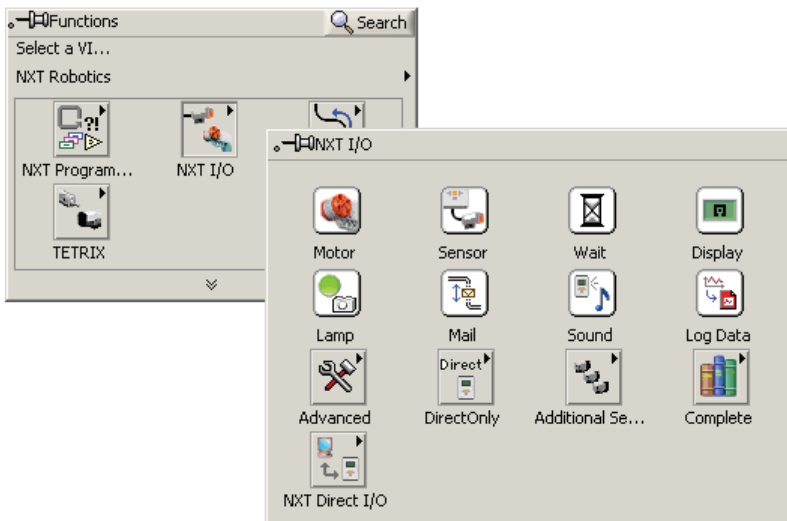 Functions
Search
Select a VI...
NXT Robotics
?!
NXT Program...
NXT I/O
TETRIX
NXT I/O
Motor
Sensor
Wait
Display
Lamp
Mail
Sound
Log Data
Direct
Advanced
DirectOnly
Additional Se...
Complete
NXT Direct I/O